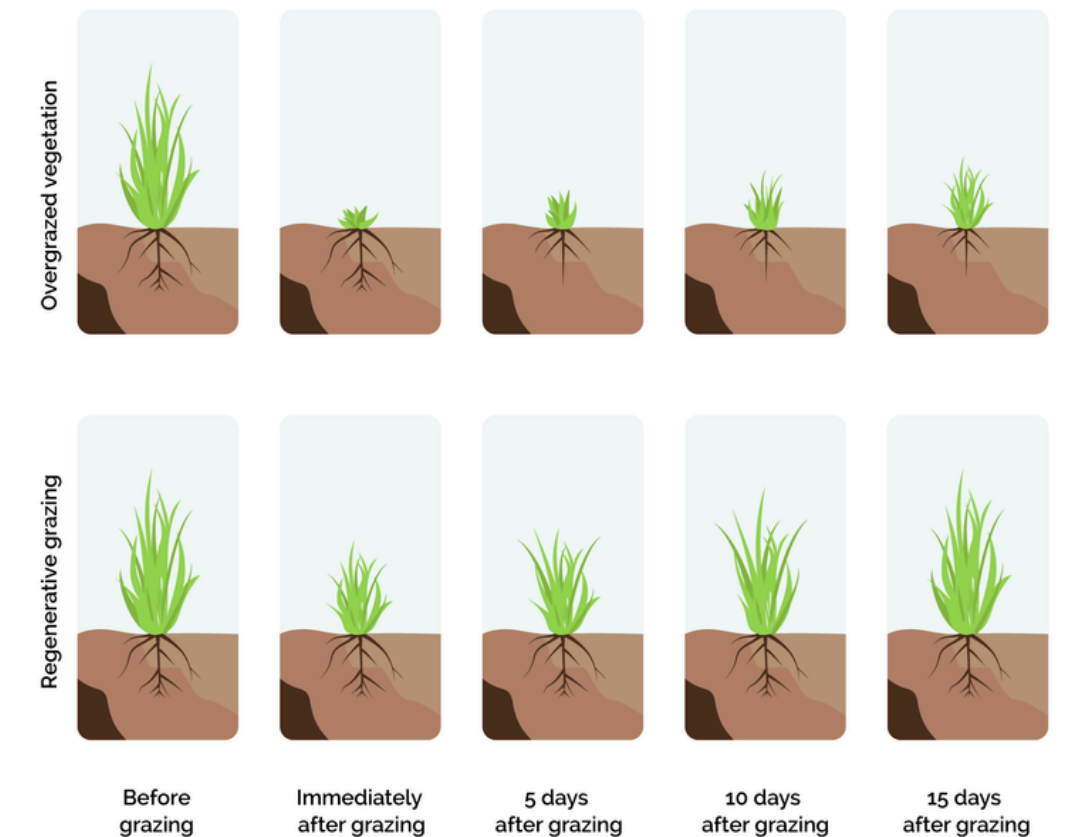 Overgrazed vegetation
Regenerative grazing
Before
grazing
Immediately
after grazing
5 days
after grazing
10 days
after grazing
15 days
after grazing